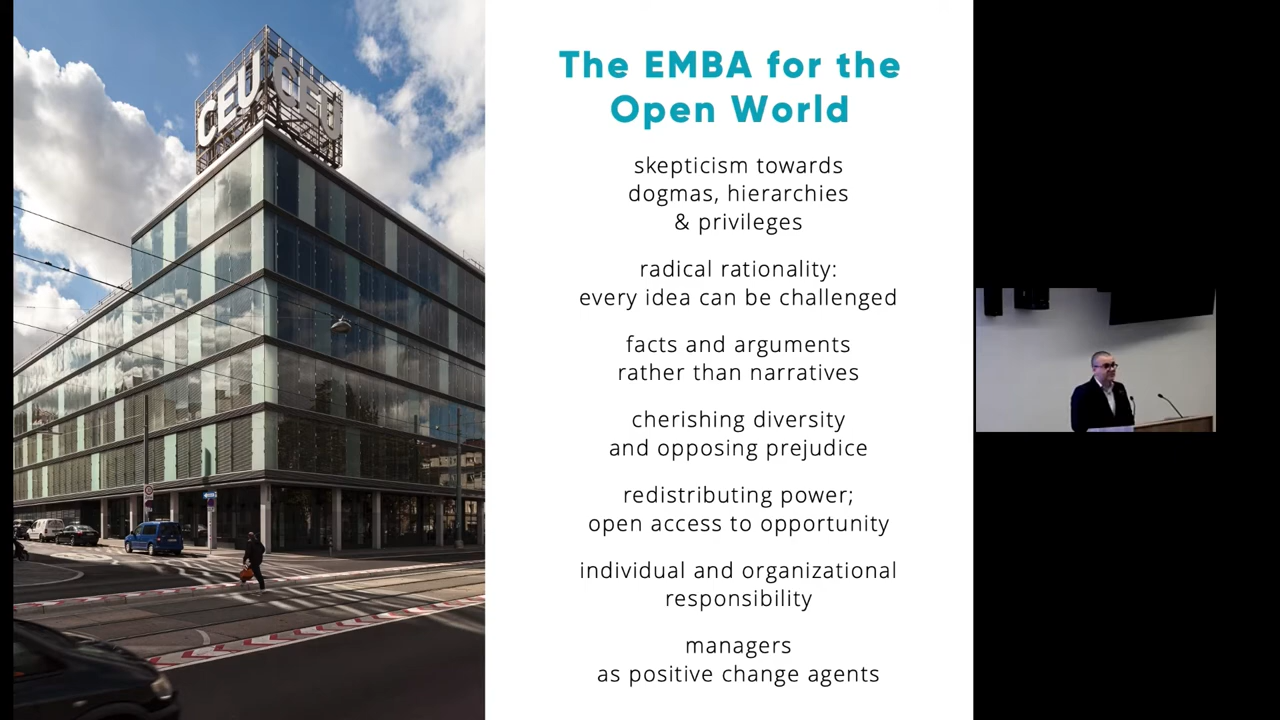 CEU CEU
The EMBA for the
Open World
skepticism towards
dogmas, hierarchies
& privileges
radical rationality:
every idea can be challenged
facts and arguments
rather than narratives
cherishing diversity
and opposing prejudice
redistributing power;
open access to opportunity
individual and organizational
responsibility
managers
as positive change agents